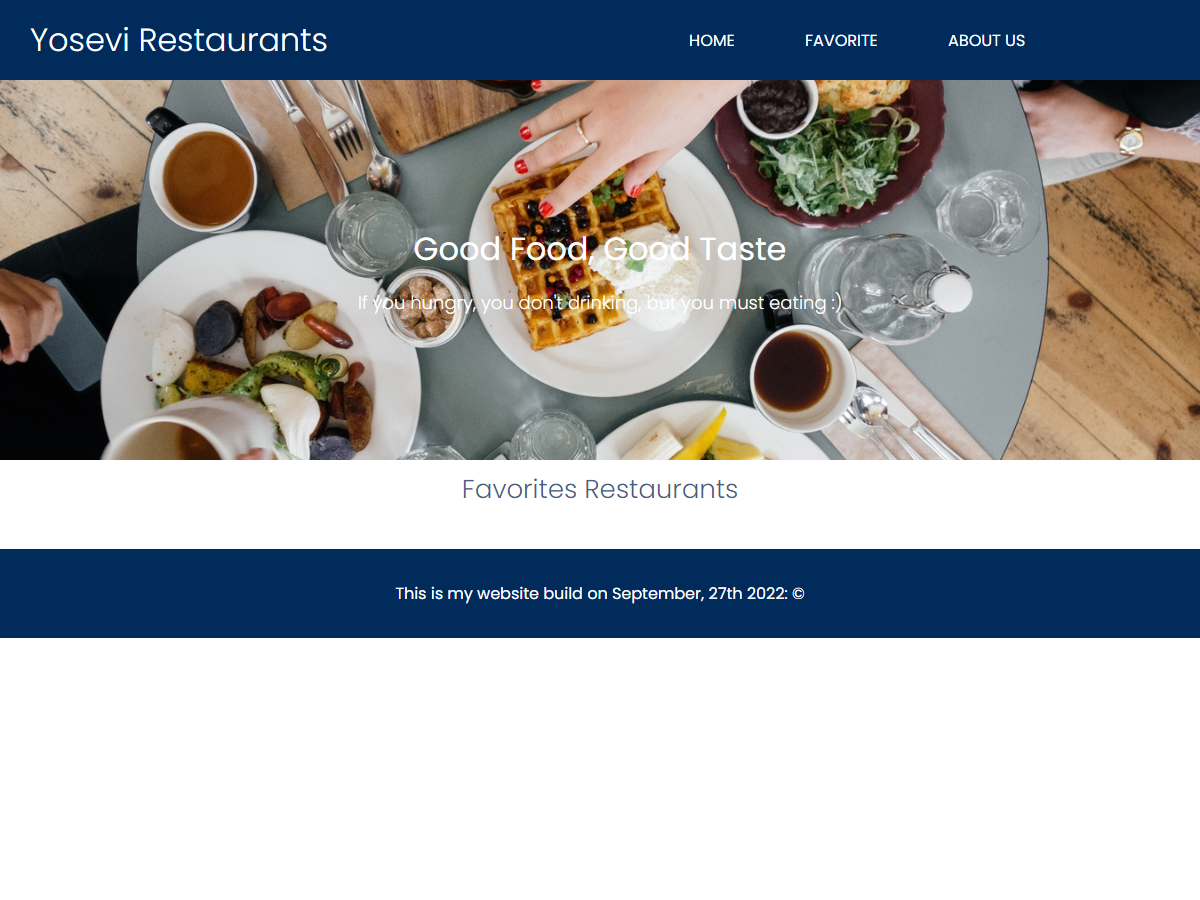 Yosevi Restaurants
HOME
FAVORITE
ABOUT US
Good Food, Good Taste
If you hungry, you don't drinking, but you must eating :)
Favorites Restaurants
This is my website build on September, 27th 2022: ©